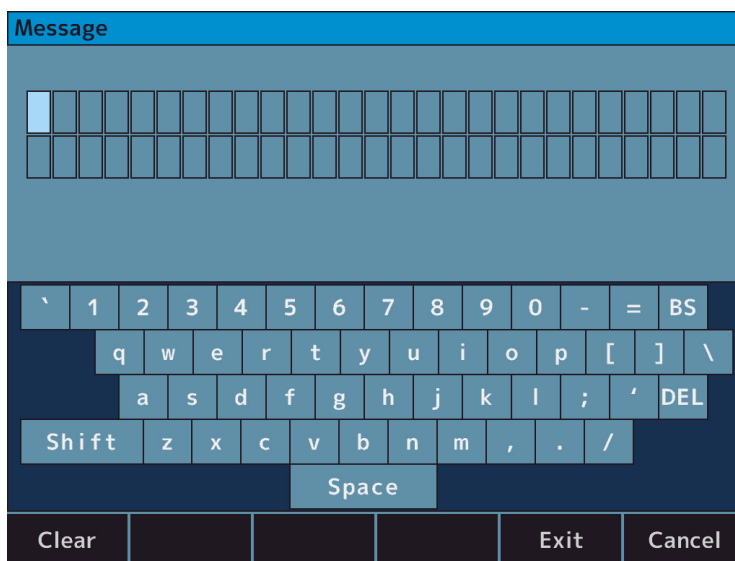 Message
` 1 2 3 4 5 6 7 8 9 0 - = BS
q w e r t y u i o p [ ] \
a s d f g h j k l ; ‘ DEL
Shift z x c v b n m , . /
Space
Clear Exit Cancel